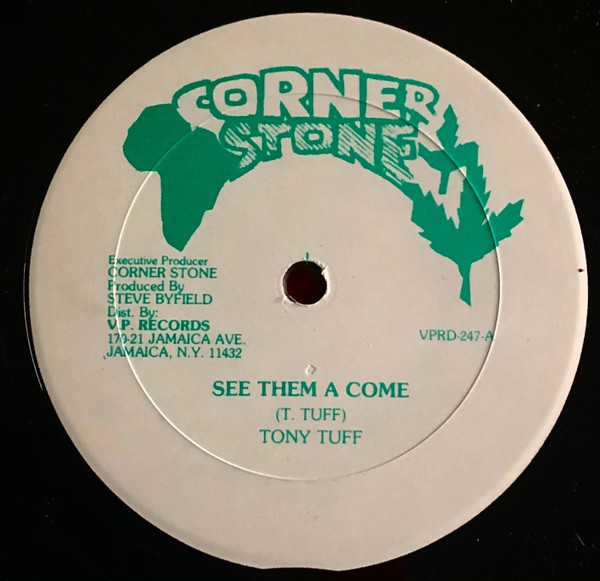 CORNER
STONE
Executive Producer
CORNER STONE
Produced By
STEVE BYFIELD
Dist. By:
V.P. RECORDS
170-21 JAMAICA AVE.
JAMAICA, N.Y. 11432
VPRD-247-A
SEE THEM A COME
(T. TUFF)
TONY TUFF